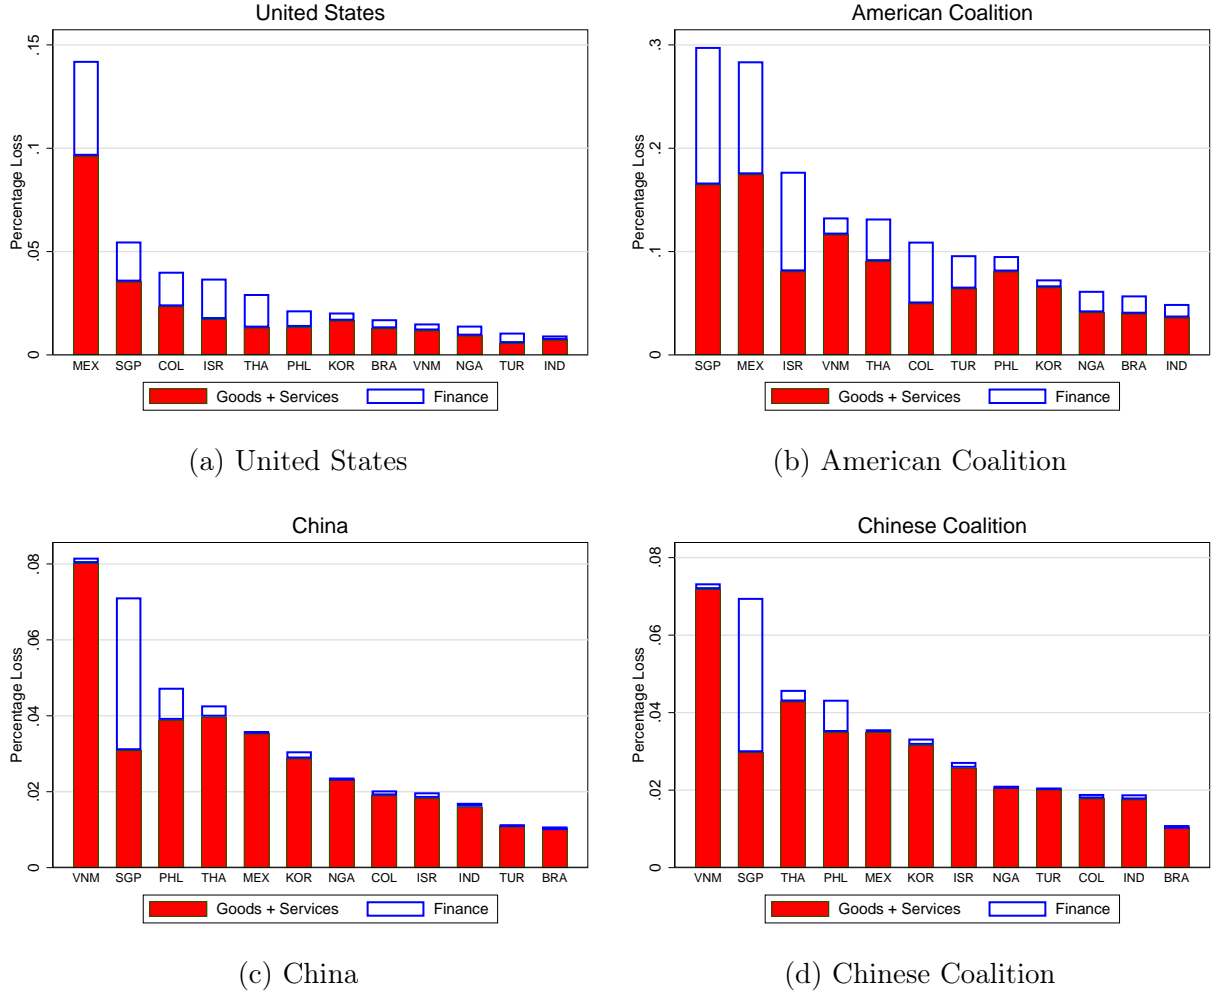 United States
Percentage Loss
.15
.1
.05
0
MEX SGP COL ISR THA PHL KOR BRA VNM NGA TUR IND
Goods + Services Finance
(a) United States
American Coalition
Percentage Loss
.3
.2
.1
0
SGP MEX ISR VNM THA COL TUR PHL KOR NGA BRA IND
Goods + Services Finance
(b) American Coalition
China
Percentage Loss
.08
.06
.04
.02
0
VNM SGP PHL THA MEX KOR NGA COL ISR IND TUR BRA
Goods + Services Finance
(c) China
Chinese Coalition
Percentage Loss
.08
.06
.04
.02
0
VNM SGP THA PHL MEX KOR ISR NGA TUR COL IND BRA
Goods + Services Finance
(d) Chinese Coalition